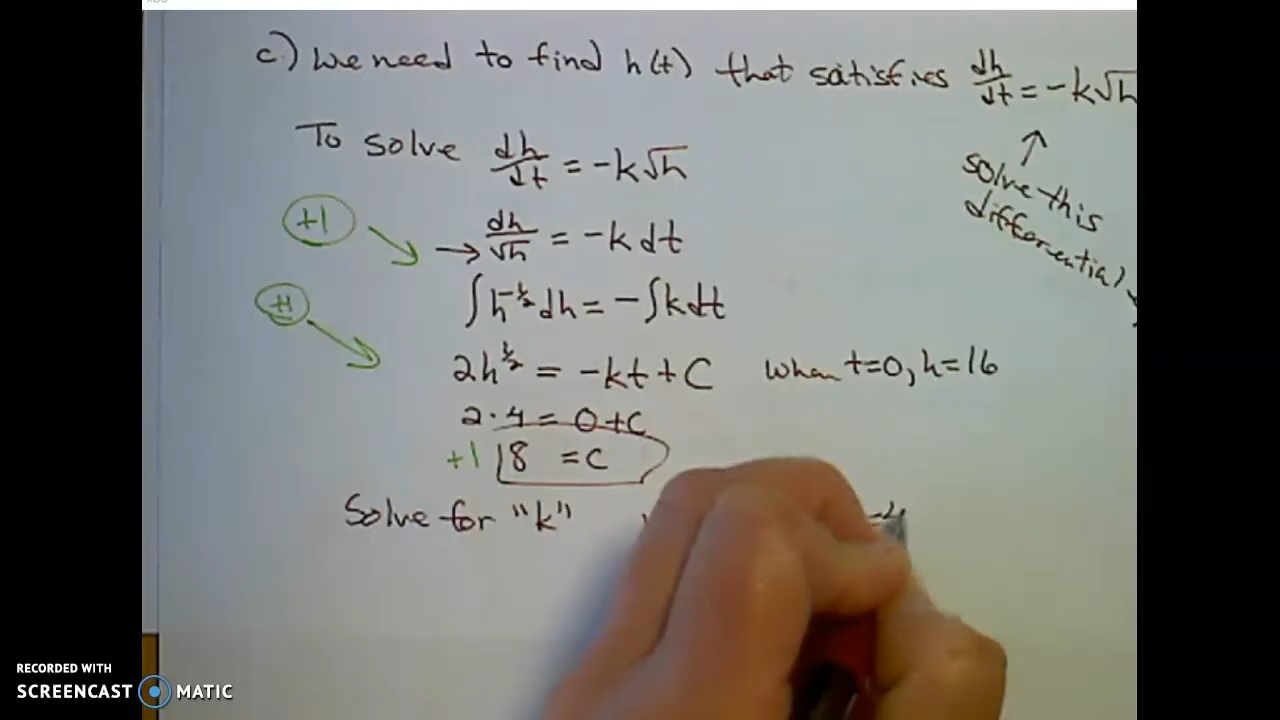 c.) We need to find h(t) that satisfies dh/dt = -k√h
To solve dh/dt = -k√h
solve this
differential
+1
→ dh/√h = -k dt
+1
∫h^-1/2 dh = -∫k dt
2h^1/2 = -kt + C when t=0, h=16
2·4 = 0+C
+1 8 = C
Solve for "k"
RECORDED WITH
SCREENCAST MATIC